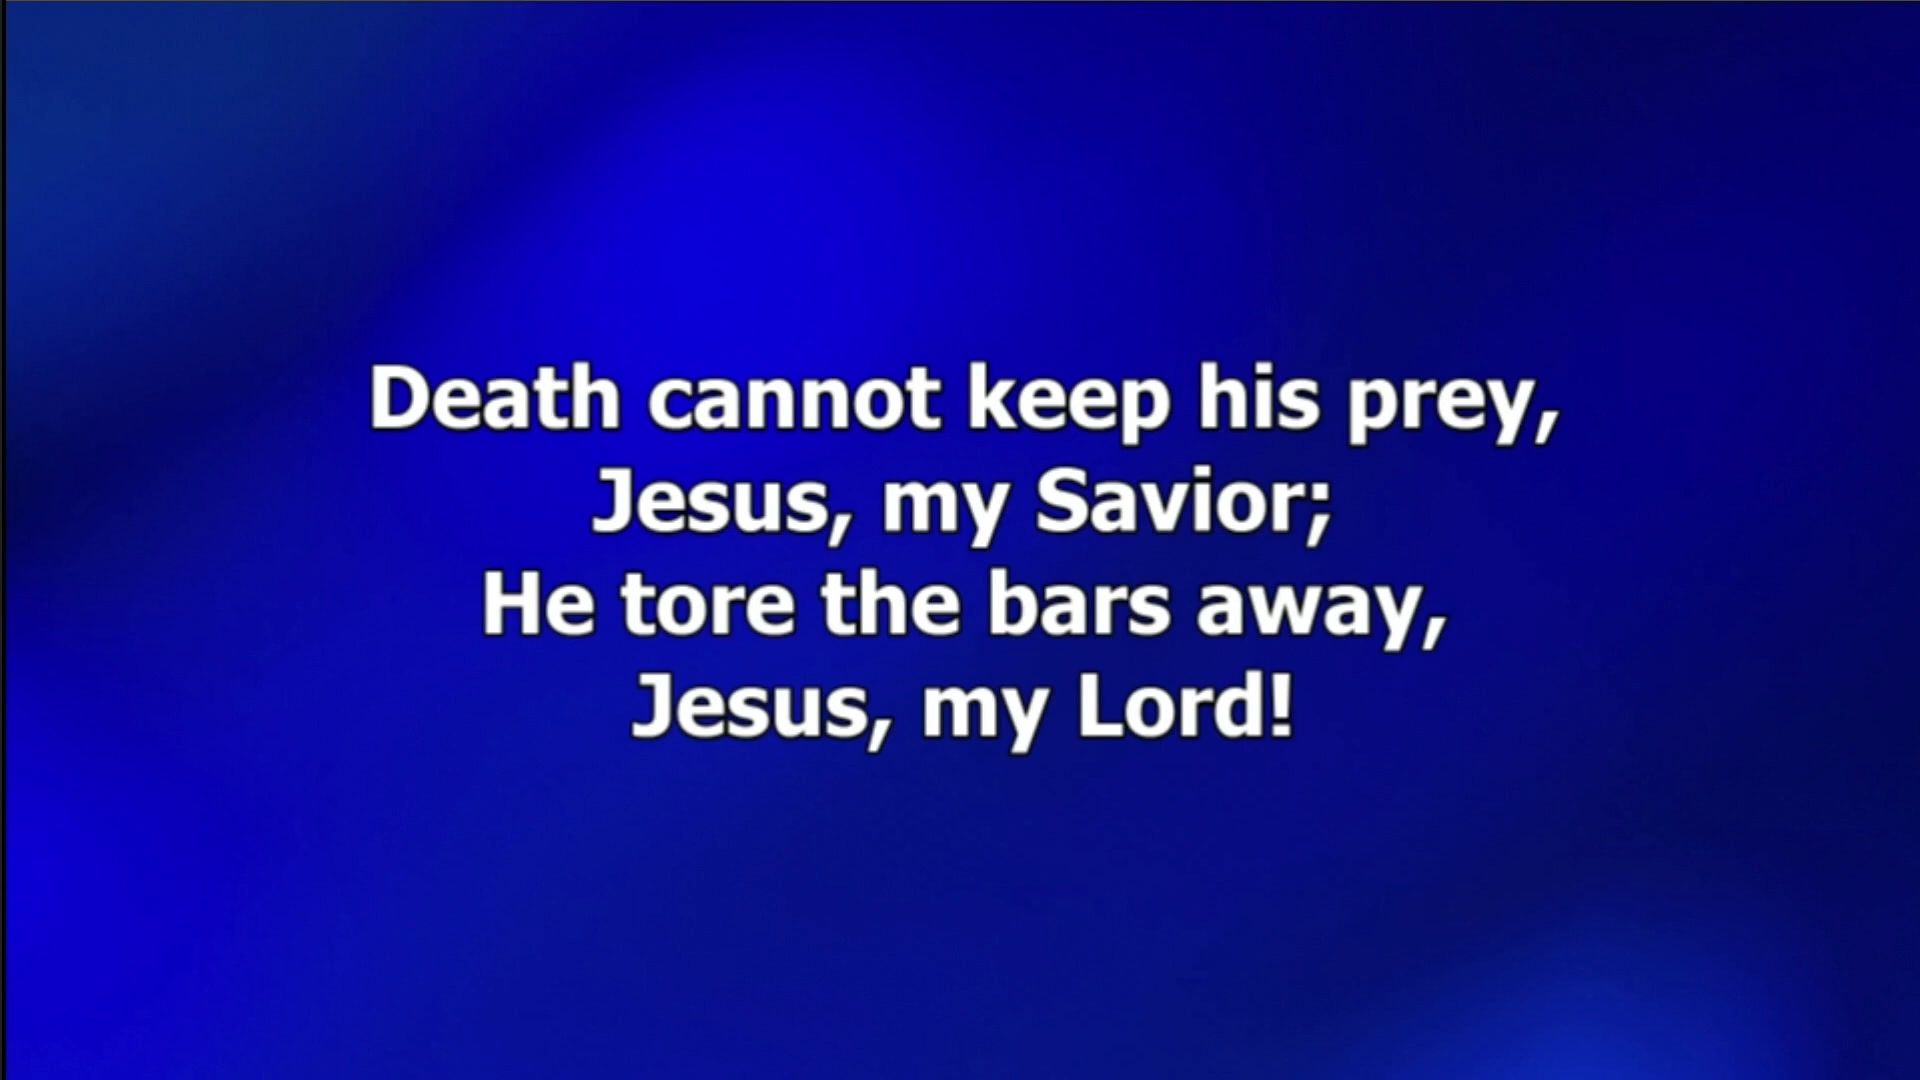 Death cannot keep his prey,
Jesus, my Savior;
He tore the bars away,
Jesus, my Lord!